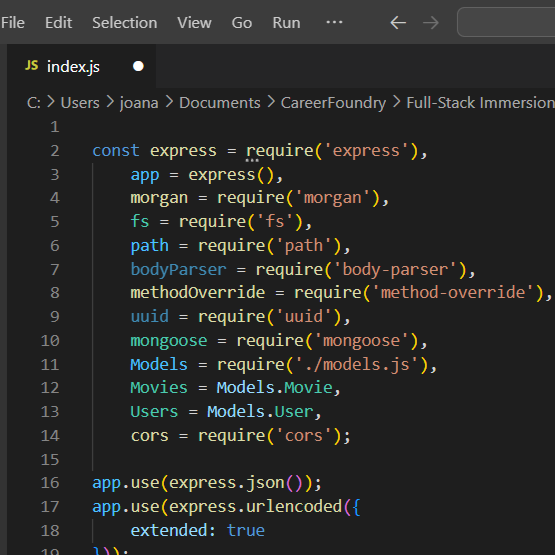 File Edit Selection View Go Run ··· ← →
JS index.js ●
C: > Users > joana > Documents > CareerFoundry > Full-Stack Immersion
1
2 const express = require('express'),
3 app = express(),
4 morgan = require('morgan'),
5 fs = require('fs'),
6 path = require('path'),
7 bodyParser = require('body-parser'),
8 methodOverride = require('method-override'),
9 uuid = require('uuid'),
10 mongoose = require('mongoose'),
11 Models = require('./models.js'),
12 Movies = Models.Movie,
13 Users = Models.User,
14 cors = require('cors');
15
16 app.use(express.json());
17 app.use(express.urlencoded({
18 extended: true
19 }));